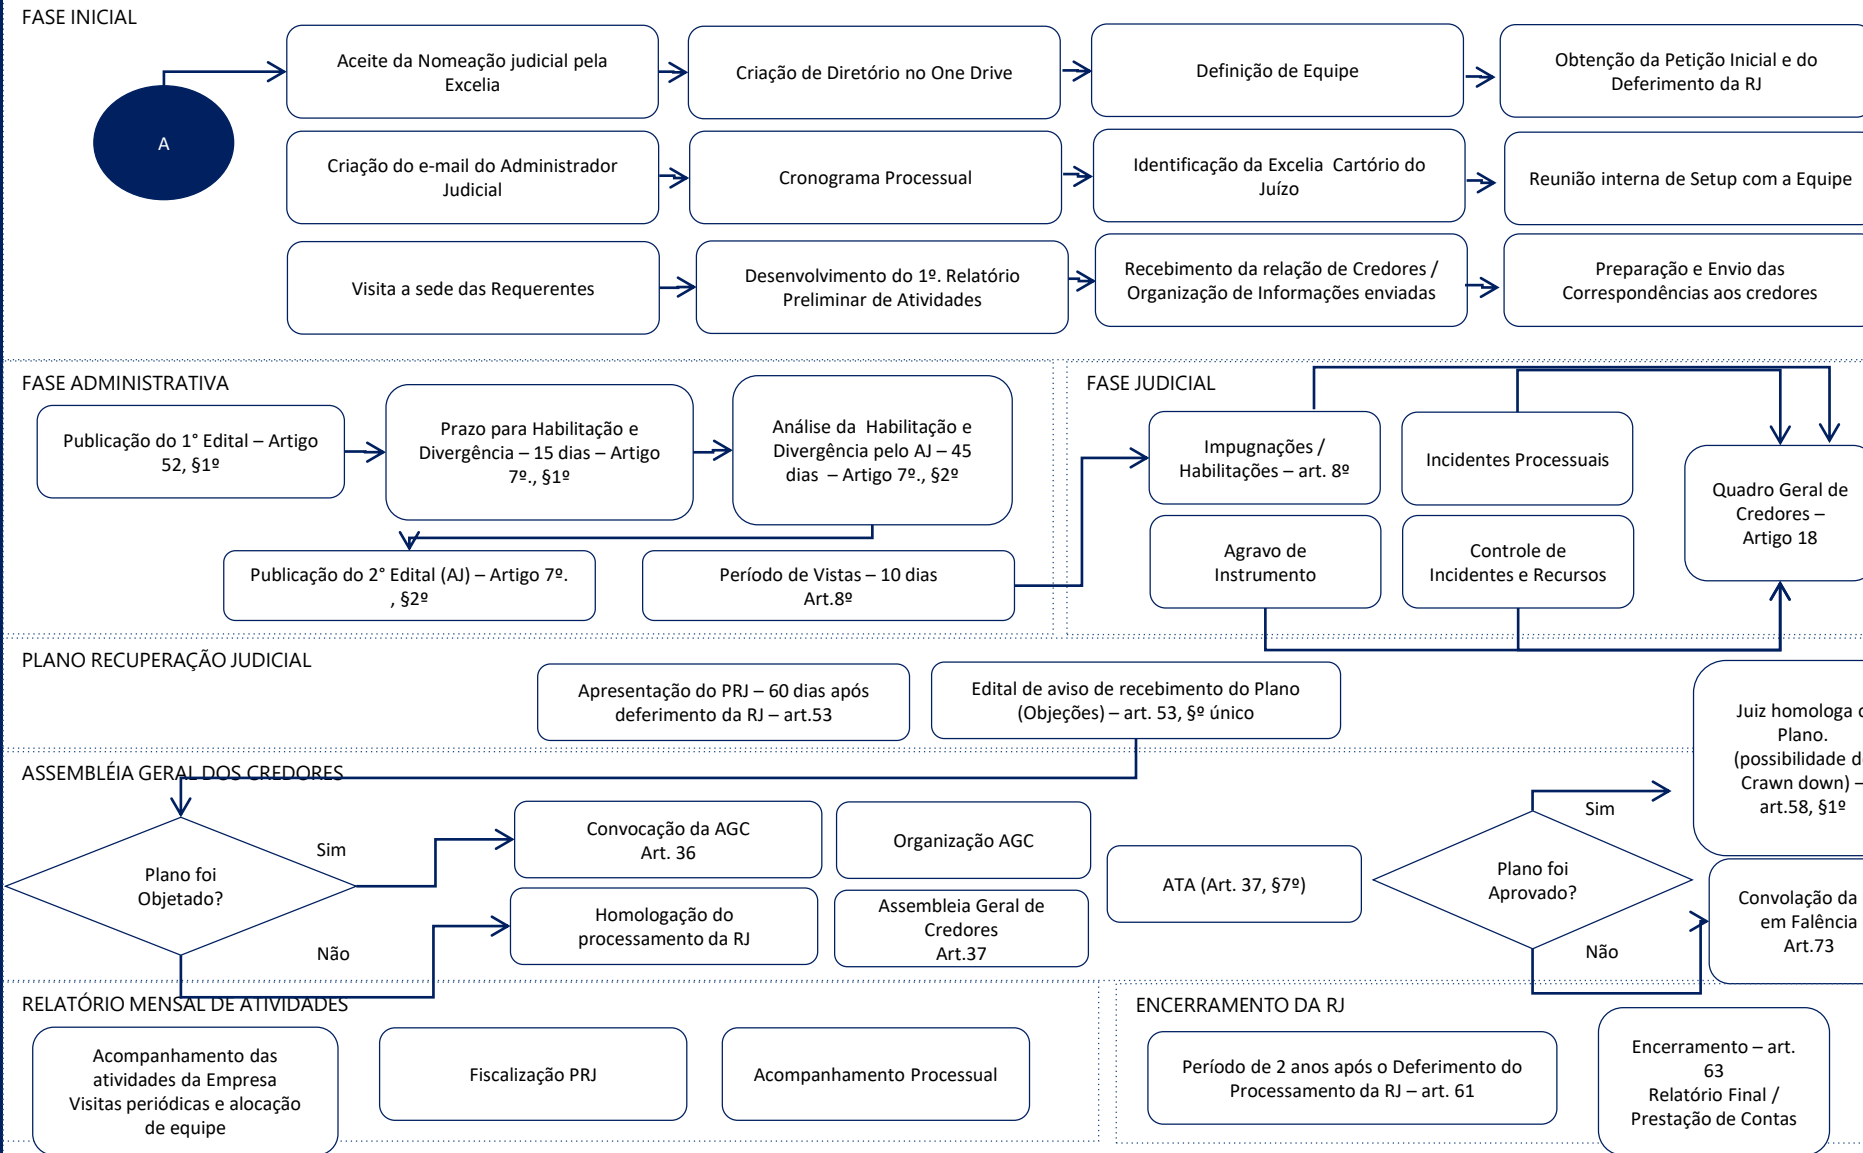 FASE INICIAL
A
Aceite da Nomeação judicial pela
Excelia
Criação de Diretório no One Drive
Definição de Equipe
Obtenção da Petição Inicial e do
Deferimento da RJ
Criação do e-mail do Administrador
Judicial
Cronograma Processual
Identificação da Excelia Cartório do
Juízo
Reunião interna de Setup com a Equipe
Visita a sede das Requerentes
Desenvolvimento do 1º. Relatório
Preliminar de Atividades
Recebimento da relação de Credores /
Organização de Informações enviadas
Preparação e Envio das
Correspondências aos credores
FASE ADMINISTRATIVA
Publicação do 1° Edital – Artigo
52, §1º
Prazo para Habilitação e
Divergência – 15 dias – Artigo
7º., §1º
Análise da Habilitação e
Divergência pelo AJ – 45
dias – Artigo 7º., §2º
Publicação do 2° Edital (AJ) – Artigo 7º.
, §2º
Período de Vistas – 10 dias
Art.8º
FASE JUDICIAL
Impugnações /
Habilitações – art. 8º
Incidentes Processuais
Agravo de
Instrumento
Controle de
Incidentes e Recursos
Quadro Geral de
Credores –
Artigo 18
PLANO RECUPERAÇÃO JUDICIAL
Apresentação do PRJ – 60 dias após
deferimento da RJ – art.53
Edital de aviso de recebimento do Plano
(Objeções) – art. 53, §º único
Juiz homologa
Plano.
(possibilidade
Crawn down) –
art.58, §1º
ASSEMBLÉIA GERAL DOS CREDORES
Plano foi
Objetado?
Sim
Não
Convocação da AGC
Art. 36
Organização AGC
Homologação do
processamento da RJ
Assembleia Geral de
Credores
Art.37
ATA (Art. 37, §7º)
Plano foi
Aprovado?
Sim
Não
Convolação da
em Falência
Art.73
RELATÓRIO MENSAL DE ATIVIDADES
Acompanhamento das
atividades da Empresa
Visitas periódicas e alocação
de equipe
Fiscalização PRJ
Acompanhamento Processual
ENCERRAMENTO DA RJ
Período de 2 anos após o Deferimento do
Processamento da RJ – art. 61
Encerramento – art.
63
Relatório Final /
Prestação de Contas